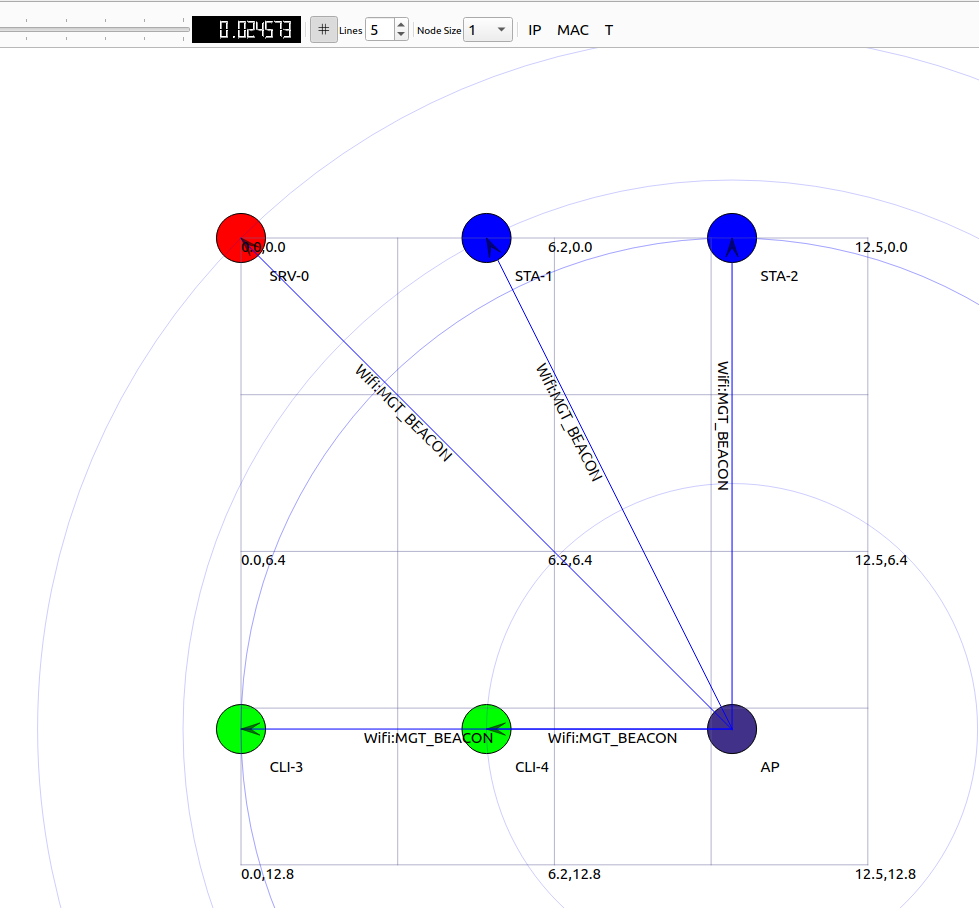 0.024573 # Lines 5 Node Size 1 IP MAC T
0.0,0.0 6.2,0.0 12.5,0.0
SRV-0 STA-1 STA-2
Wifi:MGT_BEACON
Wifi:MGT_BEACON
Wifi:MGT_BEACON
0.0,6.4 6.2,6.4 12.5,6.4
Wifi:MGT_BEACON Wifi:MGT_BEACON
CLI-3 CLI-4 AP
0.0,12.8 6.2,12.8 12.5,12.8